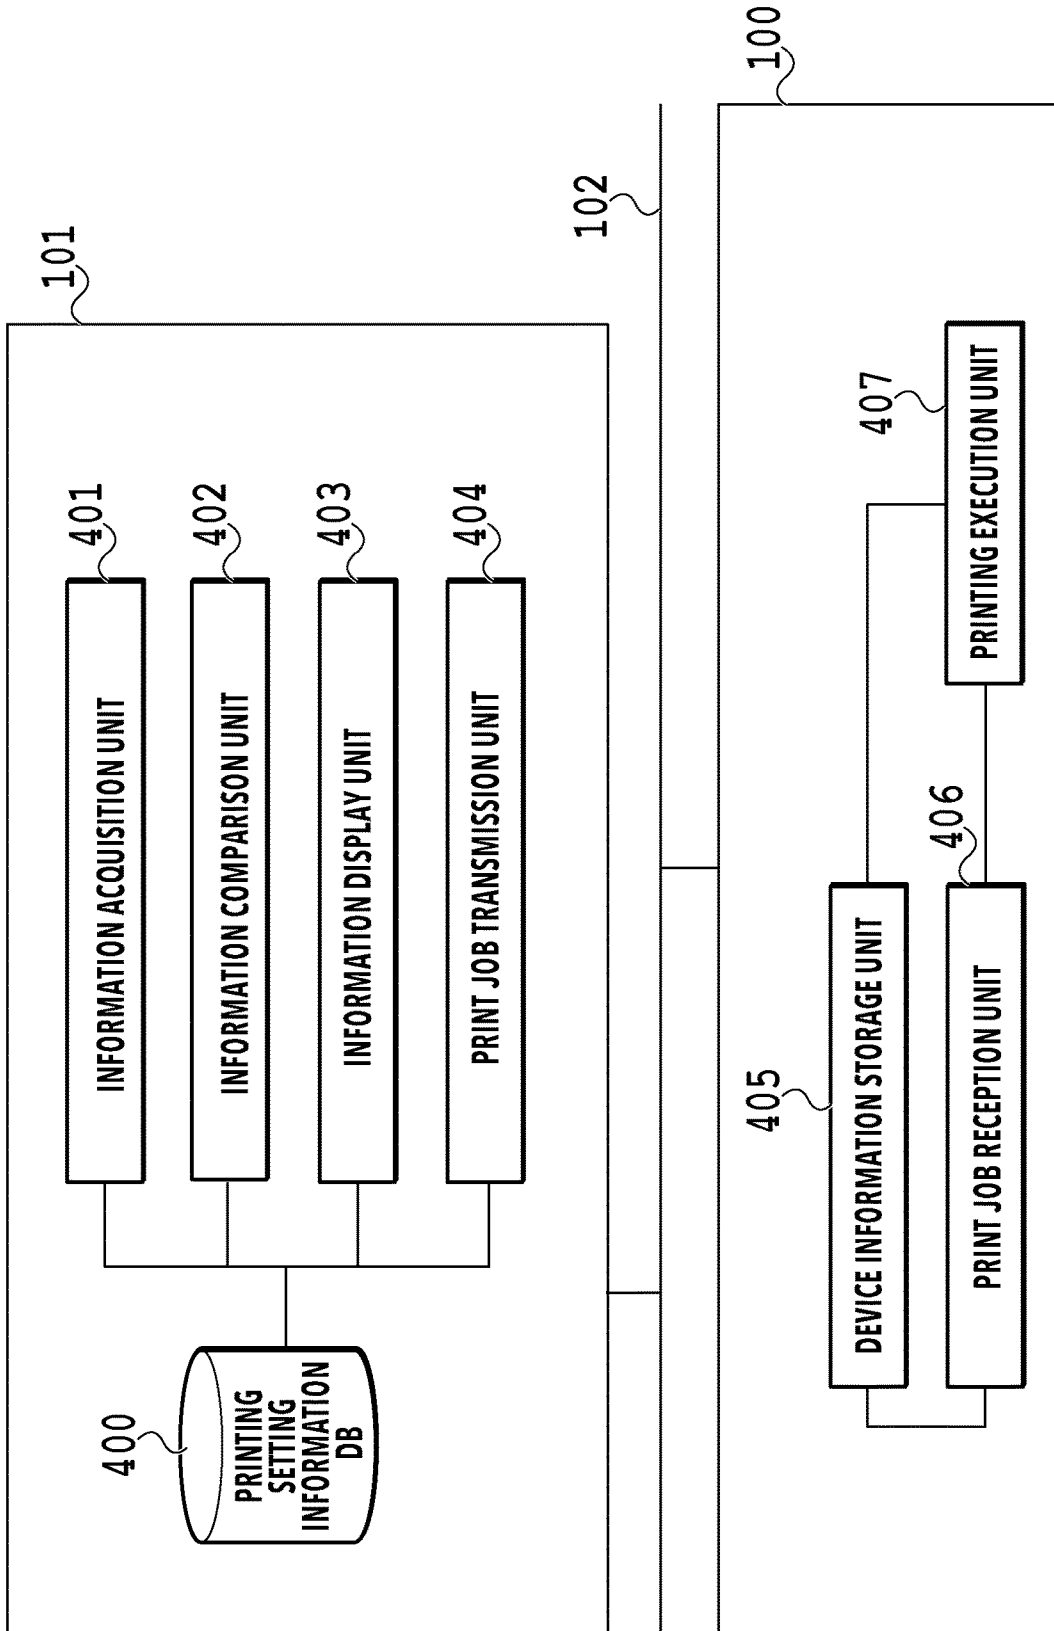 101
400
PRINTING
SETTING
INFORMATION
DB
INFORMATION ACQUISITION UNIT
401
INFORMATION COMPARISON UNIT
402
INFORMATION DISPLAY UNIT
403
PRINT JOB TRANSMISSION UNIT
404
102
100
405
DEVICE INFORMATION STORAGE UNIT
406
PRINT JOB RECEPTION UNIT
407
PRINTING EXECUTION UNIT